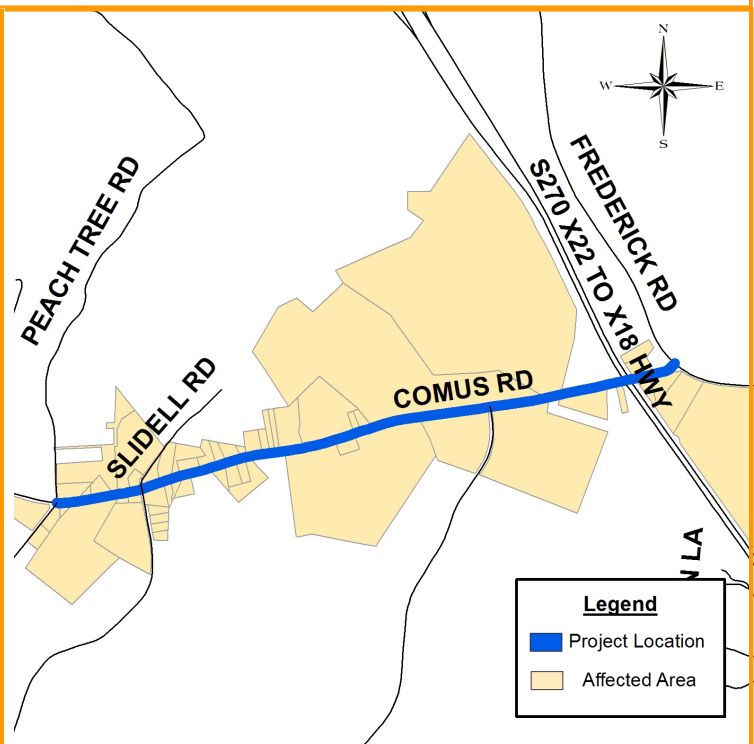 N
W E
S
PEACH TREE RD
SLIDELL RD
COMUS RD
S270 X22 TO X18 HWY
FREDERICK RD
LA
Legend
Project Location
Affected Area